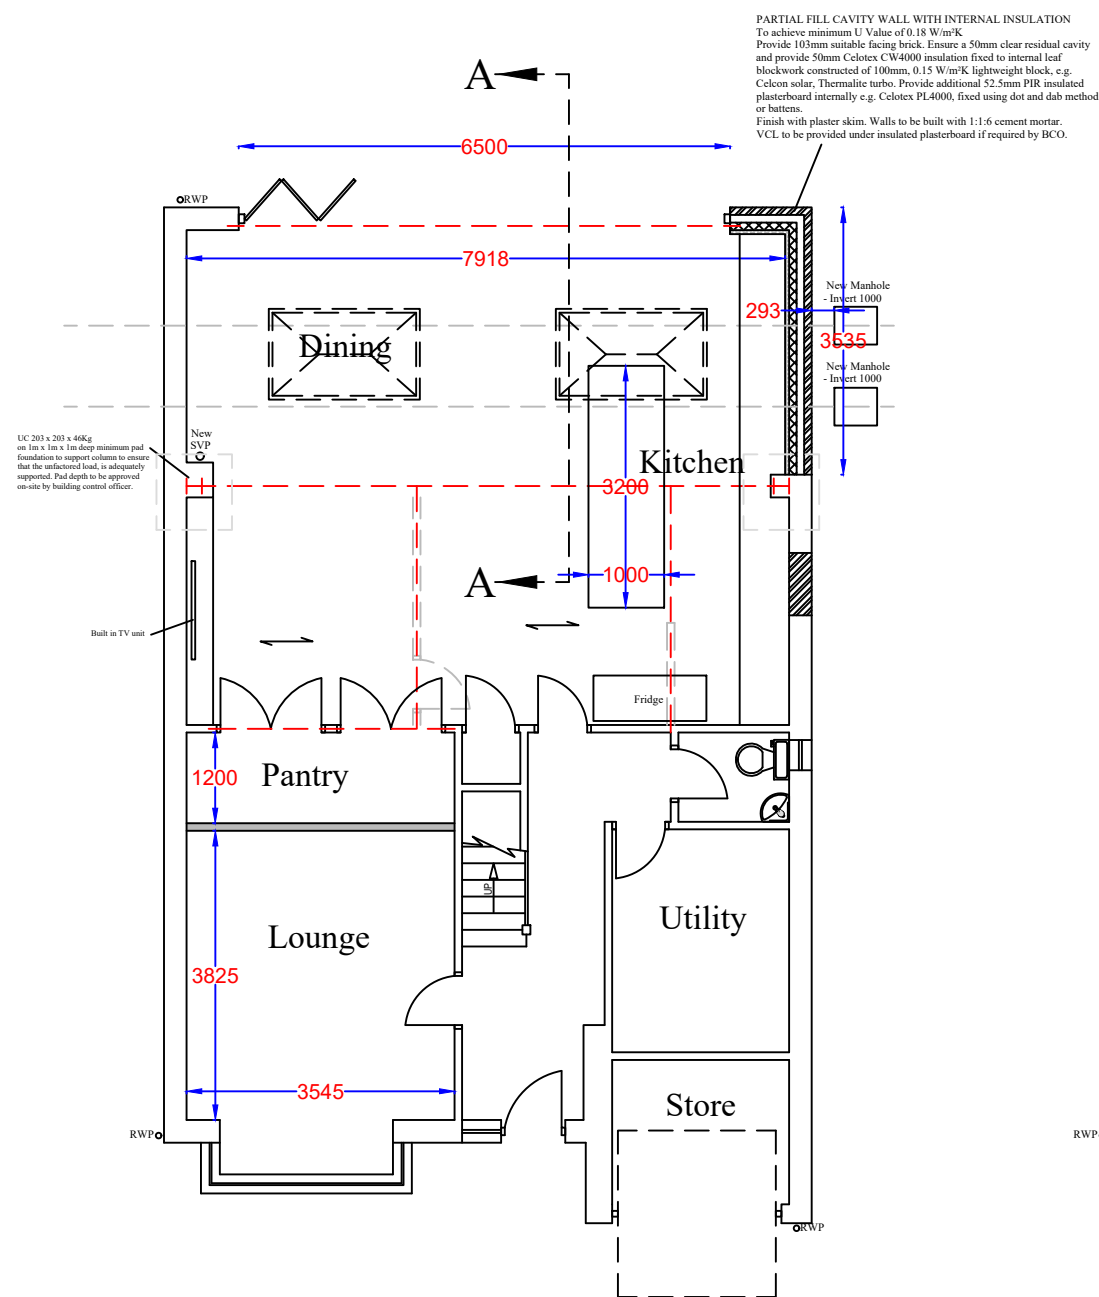 PARTIAL FILL CAVITY WALL WITH INTERNAL INSULATION
To achieve minimum U Value of 0.18 W/m²K
Provide 103mm suitable facing brick. Ensure a 50mm clear residual cavity
and provide 50mm Celotex CW4000 insulation fixed to internal leaf
blockwork constructed of 100mm, 0.15 W/m²K lightweight block, e.g.
Celcon solar, Thermalite turbo. Provide additional 52.5mm PIR insulated
plasterboard internally e.g. Celotex PL4000, fixed using dot and dab method
or battens.
Finish with plaster skim. Walls to be built with 1:1:6 cement mortar.
VCL to be provided under insulated plasterboard if required by BCO.
A
6500
RWP
7918
New Manhole
- Invert 1000
293
3535
Dining
New Manhole
- Invert 1000
New
SVP
UC 203 x 203 x 46Kg
on 1m x 1m x 1m deep minimum pad
foundation to support column to ensure
that the unfactored load, is adequately
supported. Pad depth to be approved
on-site by building control officer.
Kitchen
3200
A
1000
Built in TV unit
Fridge
1200
Pantry
UP
Utility
Lounge
3825
3545
Store
RWP
RWP
RWP